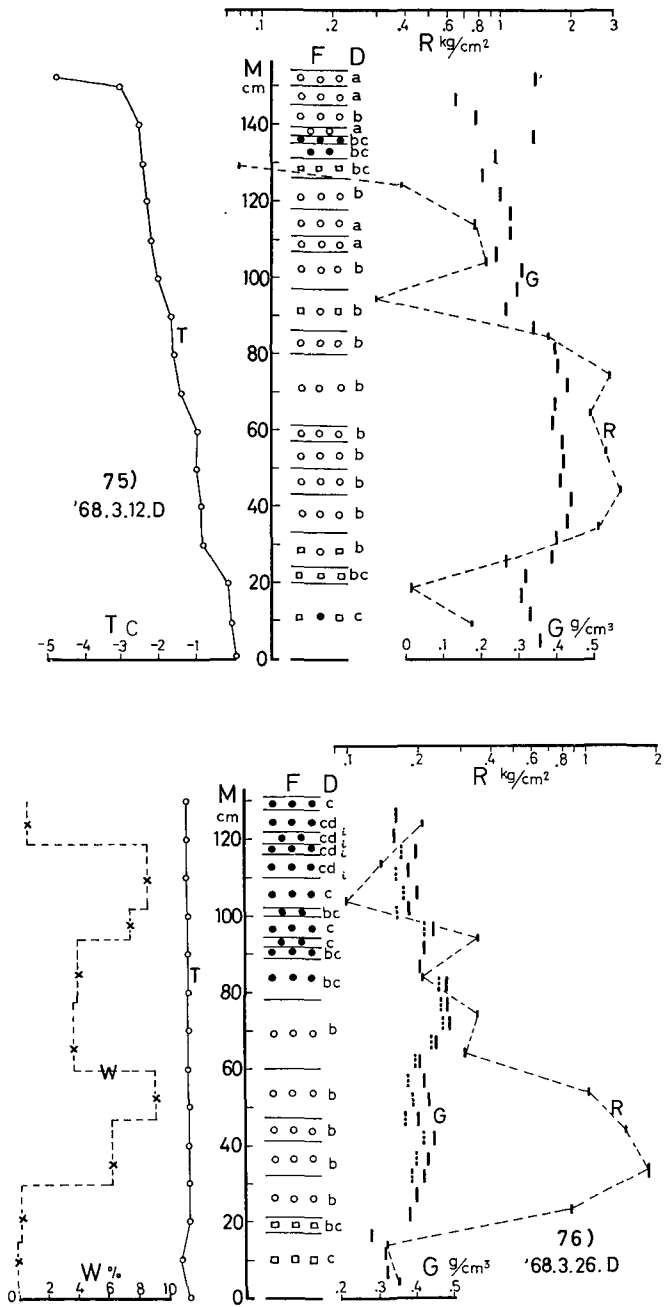 .1 .2 .4 .6 .8 1 2 3
R kg/cm²
M F D
cm
a
a
140 b
a
bc
bc
bc
120 b
a
a
100 b
G
b
80 b
T
b
60 b
R
b
75)
'68.3.12.D
b
40 b
b
20 bc
c
T C
G g/cm³
-5 -4 -3 -2 -1 0
0 .1 .2 .3 .4 .5
0.1 .2 .4 .6 .8 1 2
R kg/cm²
M F D
cm
c
cd
120 cd i
cd i
cd i
c
100 bc
c
c
bc
T
bc
80
b
W
60
b
R
G
b
40
b
b
76)
'68.3.26.D
20 bc
c
W %
G g/cm³
0 2 4 6 8 10
0
.2 .3 .4 .5